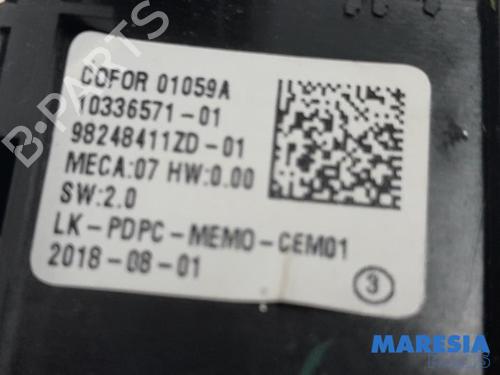 COFOR 01059A
10336571-01
98248411ZD-01
MECA:07 HW:0.00
SW:2.0
LK-PDPC-MEMO-CEM01
2018-08-01
3
B-PARTS
MARESIA
PARTS